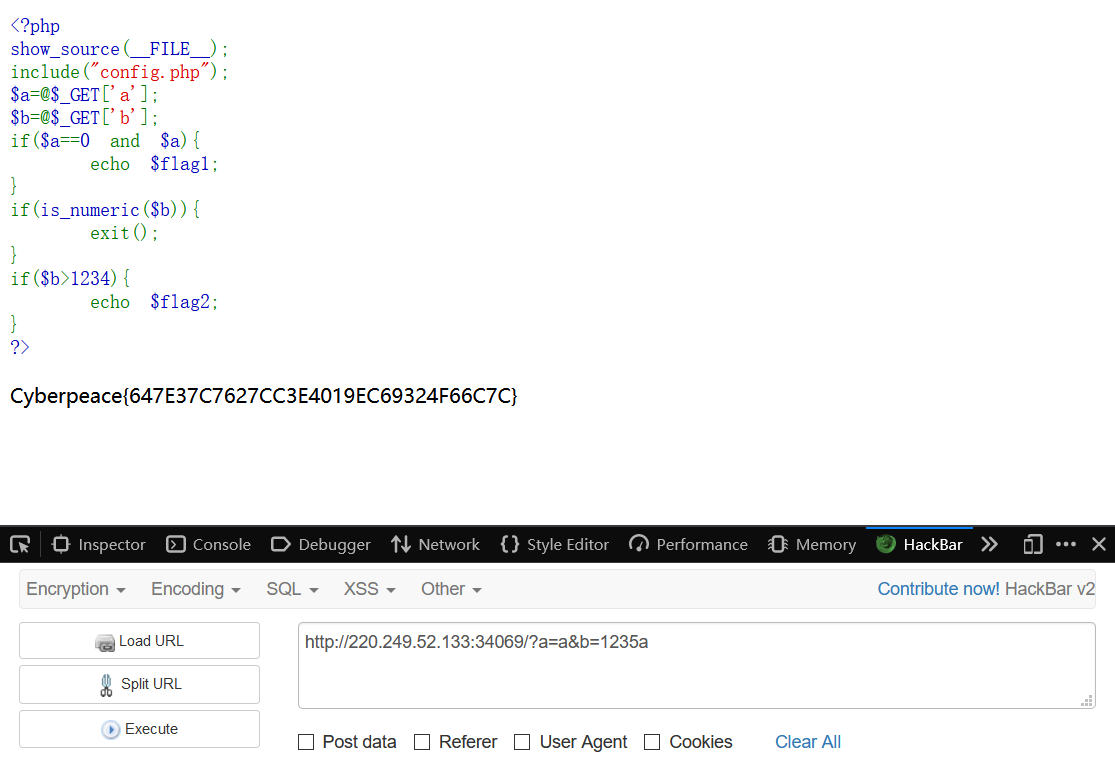 <?php
show_source(__FILE__);
include("config.php");
$a=@$_GET['a'];
$b=@$_GET['b'];
if($a==0 and $a){
echo $flag1;
}
if(is_numeric($b)){
exit();
}
if($b>1234){
echo $flag2;
}
?>
Cyberpeace{647E37C7627CC3E4019EC69324F66C7C}
Inspector Console Debugger Network Style Editor Performance Memory HackBar
Encryption Encoding SQL XSS Other Contribute now! HackBar v2
Load URL http://220.249.52.133:34069/?a=a&b=1235a
Split URL
Execute
Post data Referer User Agent Cookies Clear All